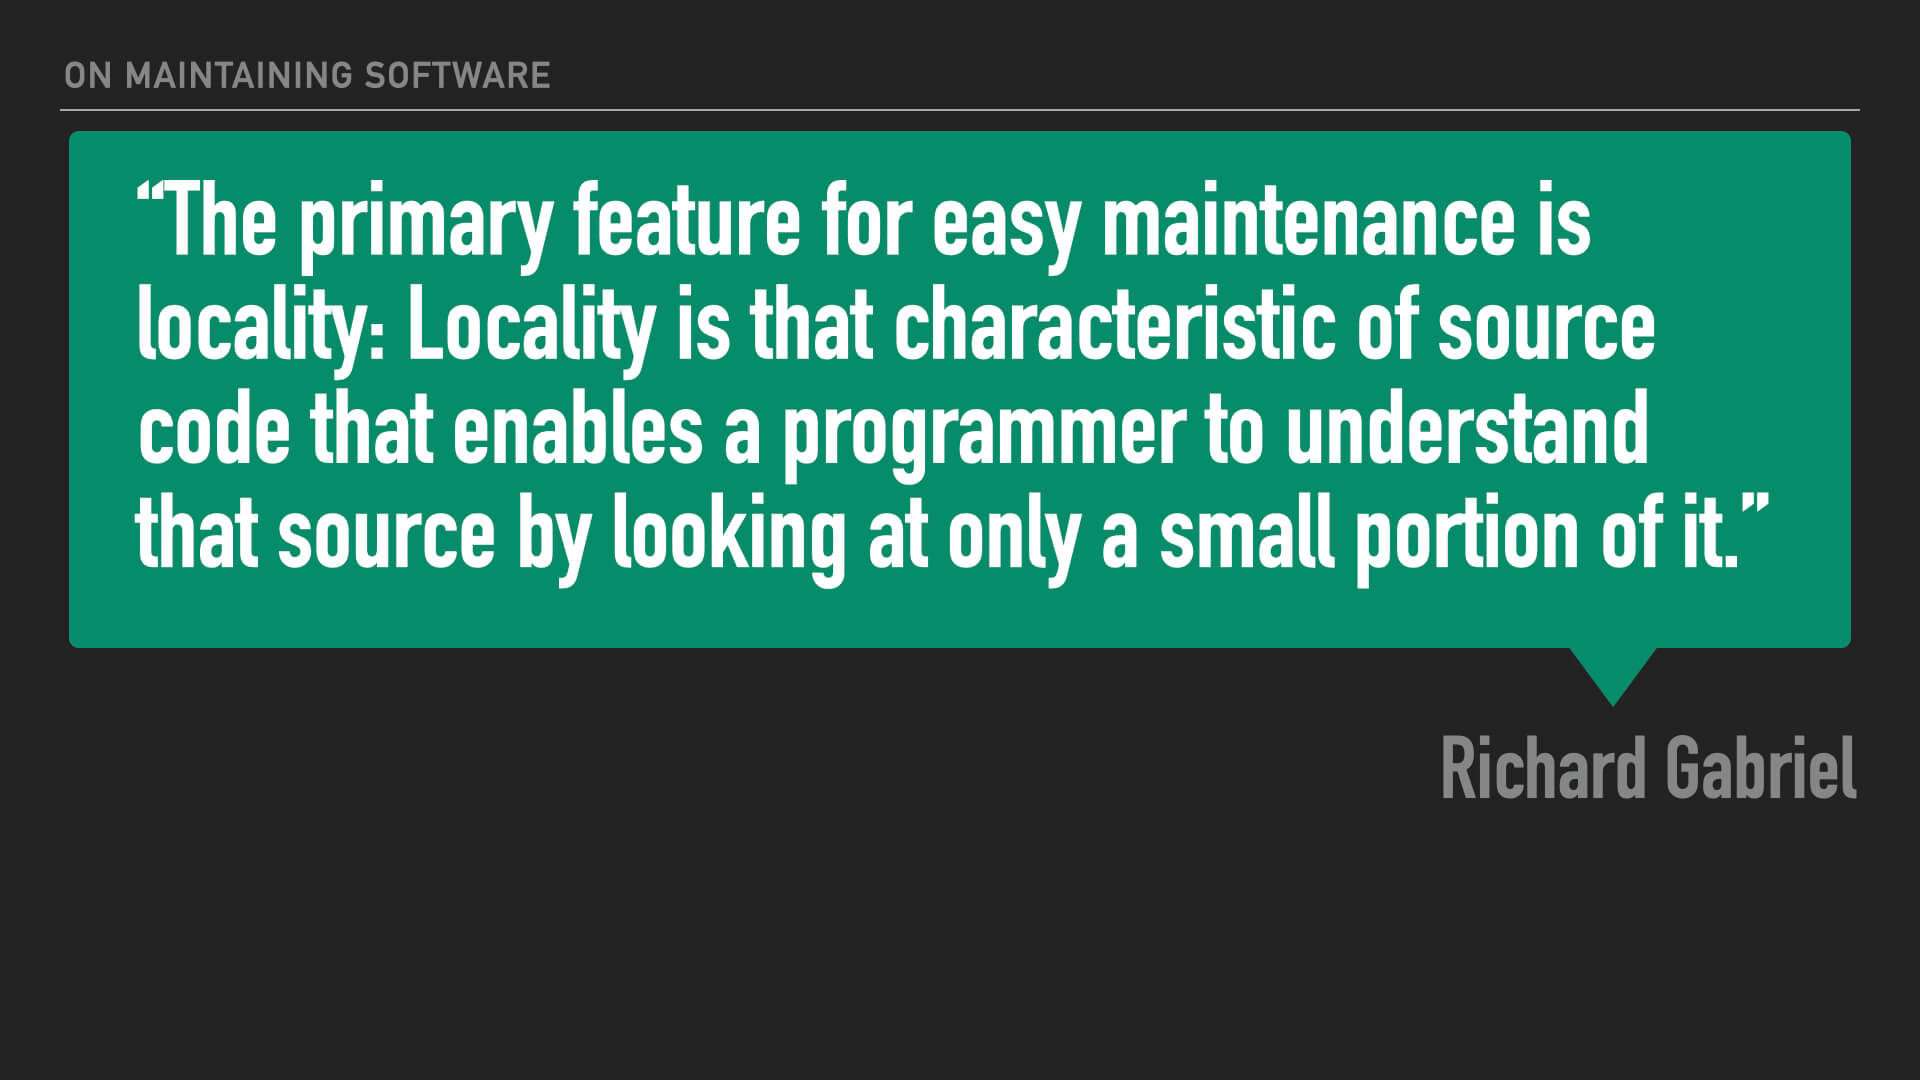 ON MAINTAINING SOFTWARE
“The primary feature for easy maintenance is
locality: Locality is that characteristic of source
code that enables a programmer to understand
that source by looking at only a small portion of it.”
Richard Gabriel